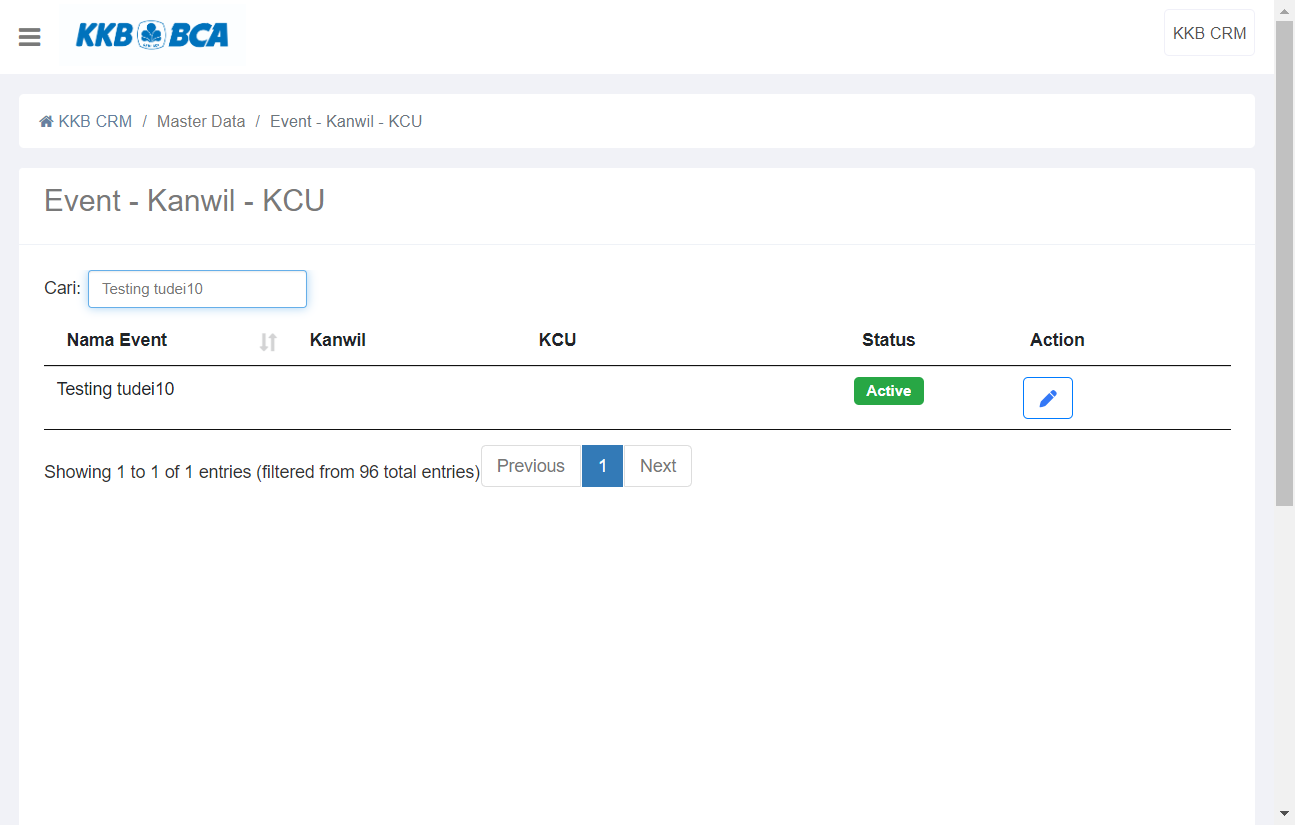 KKB BCA
KKB CRM
KKB CRM / Master Data / Event - Kanwil - KCU
Event - Kanwil - KCU
Cari: Testing tudei10
Nama Event Kanwil KCU Status Action
Testing tudei10 Active
Showing 1 to 1 of 1 entries (filtered from 96 total entries) Previous 1 Next